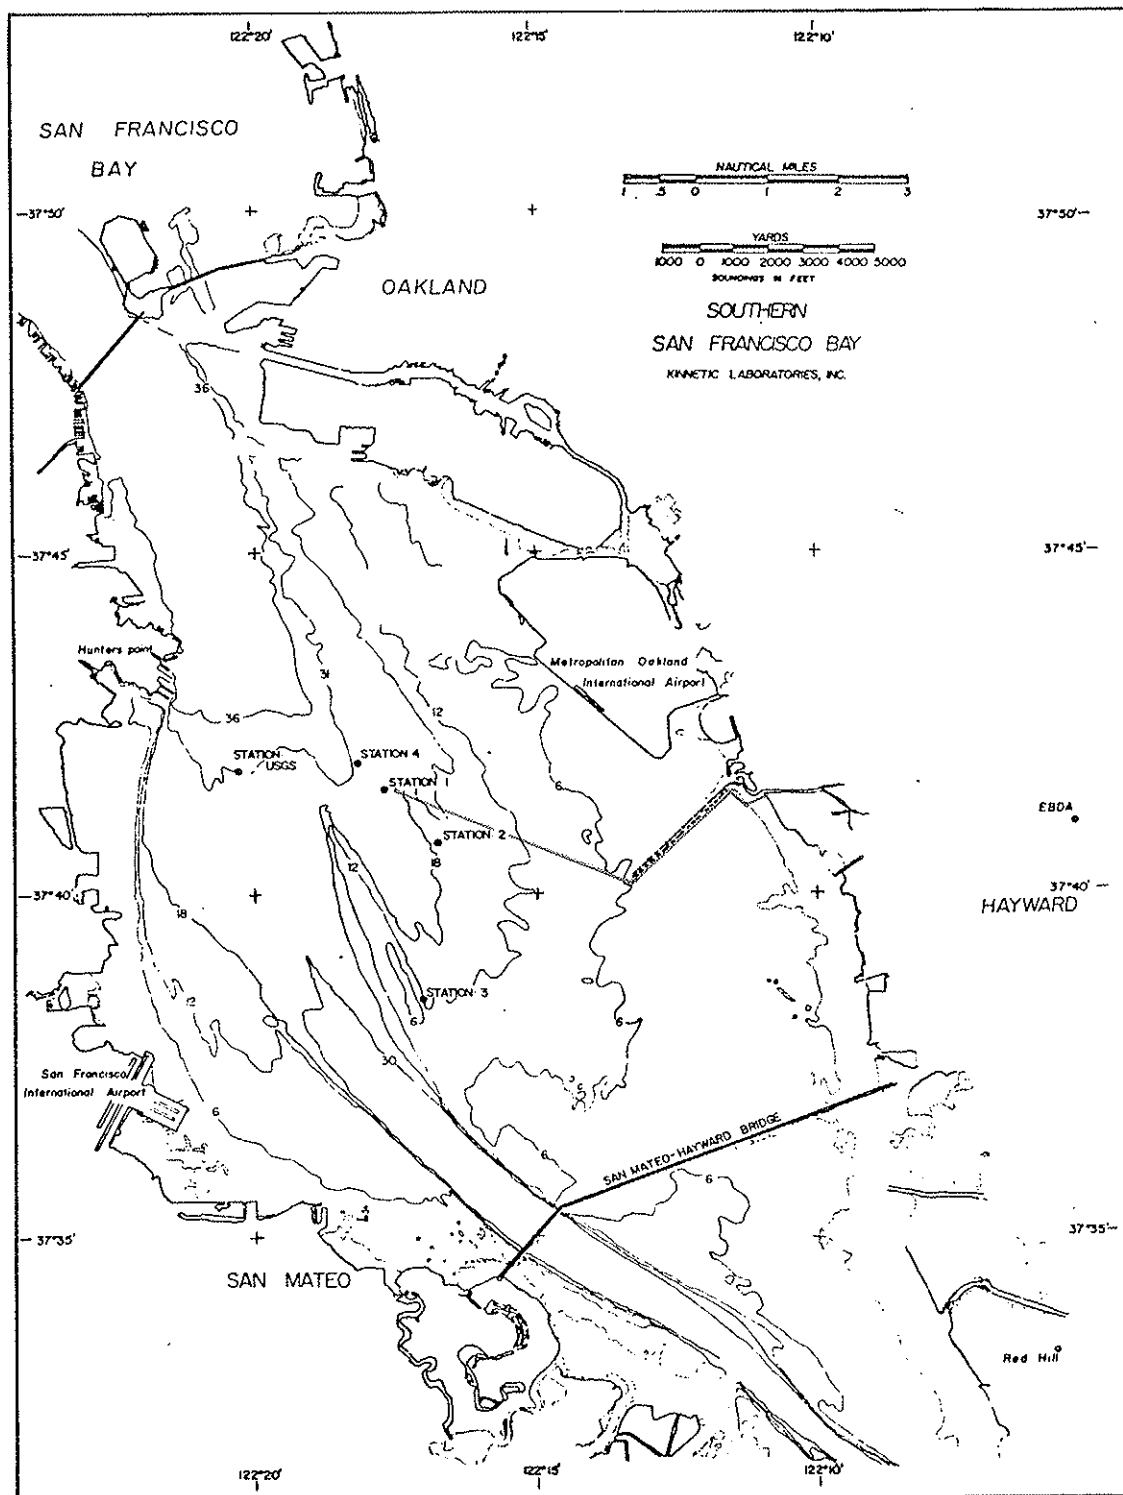 122°20'
122°15'
122°10'
SAN FRANCISCO
BAY
NAUTICAL MILES
1 .5 0 1 2 3
37°50'
37°50'
YARDS
1000 0 1000 2000 3000 4000 5000
SOUNDINGS IN FEET
OAKLAND
SOUTHERN
SAN FRANCISCO BAY
KINNETIC LABORATORIES, INC.
36
37°45'
37°45'
Hunters point
Metropolitan Oakland
International Airport
31
12
36
STATION
USGS
STATION 4
STATION 1
6
EBDA
STATION 2
12
18
37°40'
37°40'
HAYWARD
18
STATION 3
12
6
6
30
San Francisco
International Airport
6
SAN MATEO-HAYWARD BRIDGE
6
6
37°35'
37°35'
SAN MATEO
Red Hill
122°20'
122°15'
122°10'